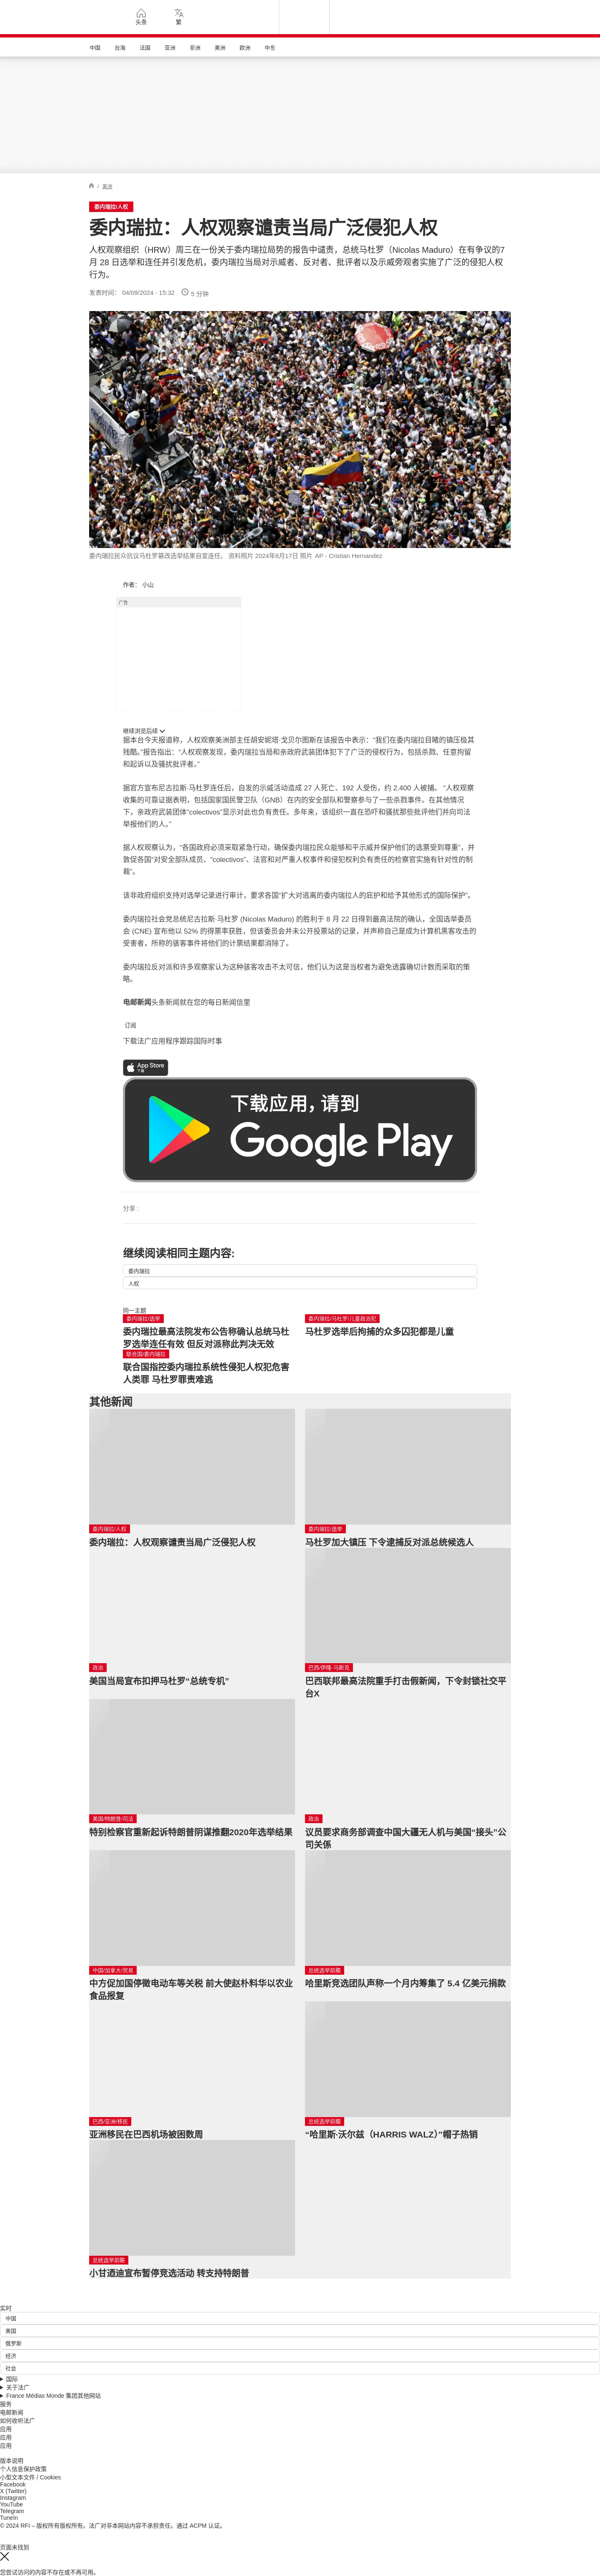 头条
繁
中国
台海
法国
亚洲
非洲
美洲
欧洲
中东
/ 美洲
委内瑞拉/人权
委内瑞拉：人权观察谴责当局广泛侵犯人权
人权观察组织（HRW）周三在一份关于委内瑞拉局势的报告中谴责，总统马杜罗（Nicolas Maduro）在有争议的7
月 28 日选举和连任并引发危机，委内瑞拉当局对示威者、反对者、批评者以及示威旁观者实施了广泛的侵犯人权
行为。
发表时间： 04/09/2024 - 15:32
5 分钟
委内瑞拉民众抗议马杜罗篡改选举结果自宣连任。 资料照片 2024年8月17日 照片 AP - Cristian Hernandez
作者： 小山
广告
继续浏览后续
据本台今天报道称，人权观察美洲部主任胡安妮塔·戈贝尔图斯在该报告中表示：“我们在委内瑞拉目睹的镇压极其
残酷。”报告指出：“人权观察发现，委内瑞拉当局和亲政府武装团体犯下了广泛的侵权行为，包括杀戮、任意拘留
和起诉以及骚扰批评者。”
据官方宣布尼古拉斯·马杜罗连任后，自发的示威活动造成 27 人死亡、192 人受伤，约 2,400 人被捕。 “人权观察
收集的可靠证据表明，包括国家国民警卫队（GNB）在内的安全部队和警察参与了一些杀戮事件。在其他情况
下，亲政府武装团体“colectivos”显示对此也负有责任。多年来，该组织一直在恐吓和骚扰那些批评他们并向司法
举报他们的人。”
据人权观察认为，“各国政府必须采取紧急行动，确保委内瑞拉民众能够和平示威并保护他们的选票受到尊重”，并
敦促各国“对安全部队成员、“colectivos”、法官和对严重人权事件和侵犯权利负有责任的检察官实施有针对性的制
裁”。
该非政府组织支持对选举记录进行审计，要求各国“扩大对逃离的委内瑞拉人的庇护和给予其他形式的国际保护”。
委内瑞拉社会党总统尼古拉斯·马杜罗 (Nicolas Maduro) 的胜利于 8 月 22 日得到最高法院的确认，全国选举委员
会 (CNE) 宣布他以 52% 的得票率获胜，但该委员会并未公开投票站的记录，并声称自己是成为计算机黑客攻击的
受害者，所称的骇客事件将他们的计票结果都消除了。
委内瑞拉反对派和许多观察家认为这种骇客攻击不太可信，他们认为这是当权者为避免透露确切计数而采取的策
略。
电邮新闻头条新闻就在您的每日新闻信里
订阅
下载法广应用程序跟踪国际时事
App Store
下载
下载应用，请到
Google Play
分享 :
继续阅读相同主题内容:
委内瑞拉
人权
同一主题
委内瑞拉/选举
委内瑞拉最高法院发布公告称确认总统马杜
罗选举连任有效 但反对派称此判决无效
委内瑞拉/马杜罗/儿童政治犯
马杜罗选举后拘捕的众多囚犯都是儿童
联合国/委内瑞拉
联合国指控委内瑞拉系统性侵犯人权犯危害
人类罪 马杜罗罪责难逃
其他新闻
委内瑞拉/人权
委内瑞拉：人权观察谴责当局广泛侵犯人权
委内瑞拉/选举
马杜罗加大镇压 下令逮捕反对派总统候选人
政治
美国当局宣布扣押马杜罗“总统专机”
巴西/伊隆·马斯克
巴西联邦最高法院重手打击假新闻，下令封锁社交平
台X
美国/特朗普/司法
特别检察官重新起诉特朗普阴谋推翻2020年选举结果
政治
议员要求商务部调查中国大疆无人机与美国“接头”公
司关係
中国/加拿大/贸易
中方促加国停徵电动车等关税 前大使赵朴料华以农业
食品报复
总统选举前瞻
哈里斯竞选团队声称一个月内筹集了 5.4 亿美元捐款
巴西/亚洲/移民
亚洲移民在巴西机场被困数周
总统选举前瞻
“哈里斯·沃尔兹（HARRIS WALZ）”帽子热销
总统选举前瞻
小甘迺迪宣布暂停竞选活动 转支持特朗普
实时
中国
美国
俄罗斯
经济
社会
国际
关于法广
France Médias Monde 集团其他网站
服务
电邮新闻
如何收听法广
应用
应用
应用
版本说明
个人信息保护政策
小型文本文件 / Cookies
Facebook
X (Twitter)
Instagram
YouTube
Telegram
Tunein
© 2024 RFI – 版权所有版权所有。法广对非本网站内容不承担责任。通过 ACPM 认证。
页面未找到
您尝试访问的内容不存在或不再可用。